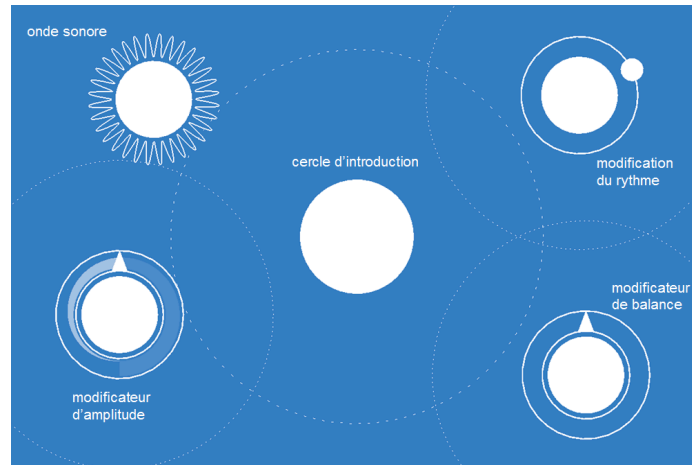 onde sonore
cercle d'introduction
modification
du rythme
modificateur
de balance
modificateur
d'amplitude